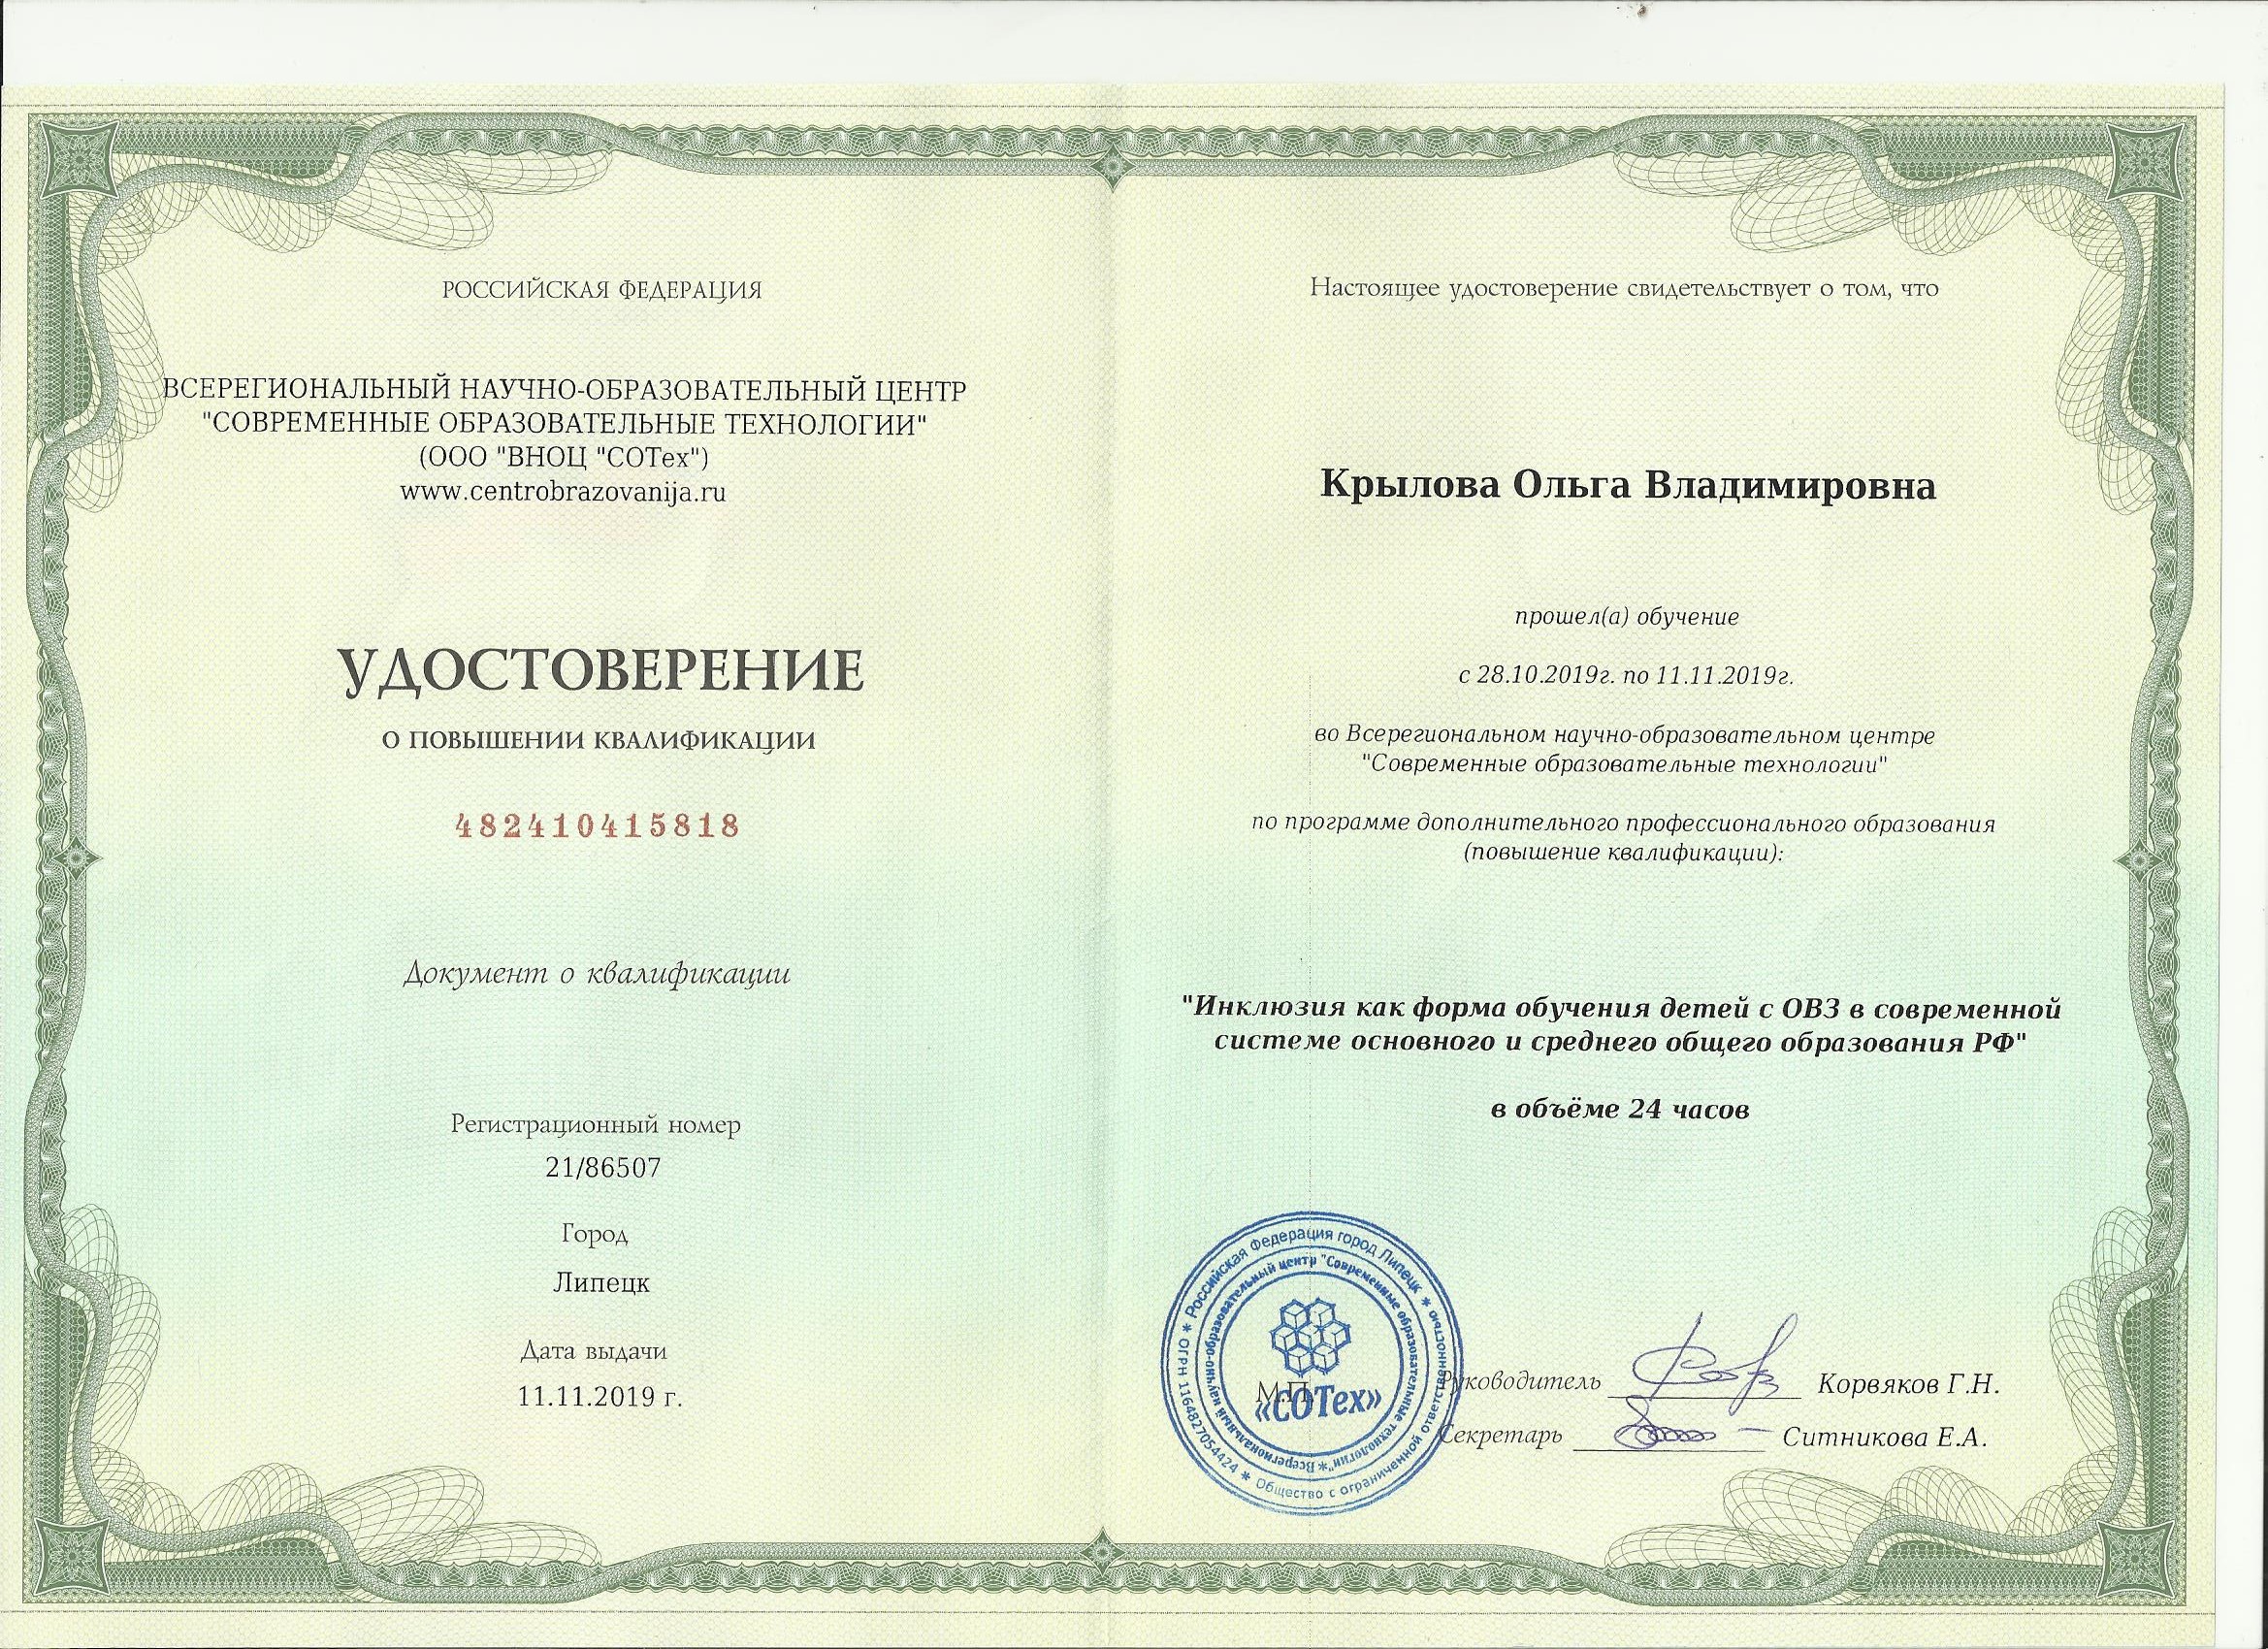 РОССИЙСКАЯ ФЕДЕРАЦИЯ
ВСЕРЕГИОНАЛЬНЫЙ НАУЧНО-ОБРАЗОВАТЕЛЬНЫЙ ЦЕНТР
"СОВРЕМЕННЫЕ ОБРАЗОВАТЕЛЬНЫЕ ТЕХНОЛОГИИ"
(ООО "ВНОЦ "СОТех")
www.centrobrazovanija.ru
УДОСТОВЕРЕНИЕ
О ПОВЫШЕНИИ КВАЛИФИКАЦИИ
482410415818
Документ о квалификации
Регистрационный номер
21/86507
Город
Липецк
Дата выдачи
11.11.2019 г.
Настоящее удостоверение свидетельствует о том, что
Крылова Ольга Владимировна
прошел(а) обучение
с 28.10.2019г. по 11.11.2019г.
во Всерегиональном научно-образовательном центре
"Современные образовательные технологии"
по программе дополнительного профессионального образования
(повышение квалификации):
"Инклюзия как форма обучения детей с ОВЗ в современной
системе основного и среднего общего образования РФ"
в объёме 24 часов
М.П.
Руководитель Корвяков Г.Н.
Секретарь Ситникова Е.А.
* Российская Федерация город Липецк * Общество с ограниченной ответственностью * ОГРН 1164827054424
* Всерегиональный научно-образовательный центр "Современные образовательные технологии"
«СОТех»